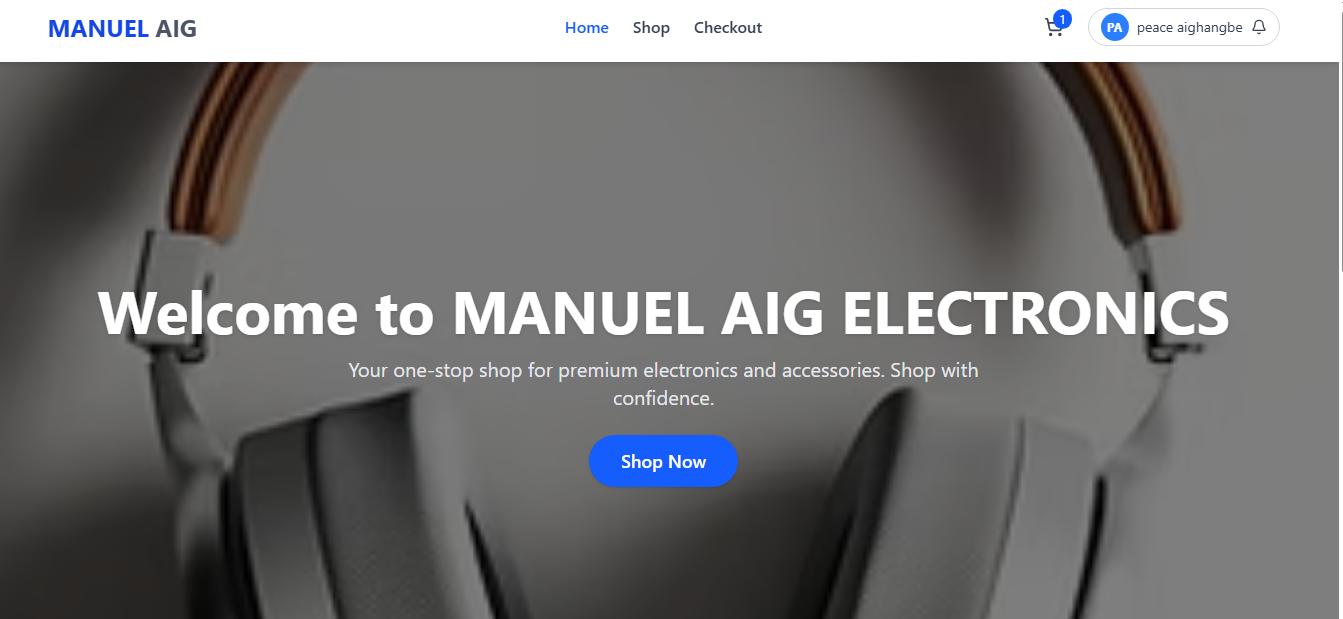 MANUEL AIG
Home Shop Checkout
1
PA peace aighangbe
Welcome to MANUEL AIG ELECTRONICS
Your one-stop shop for premium electronics and accessories. Shop with
confidence.
Shop Now